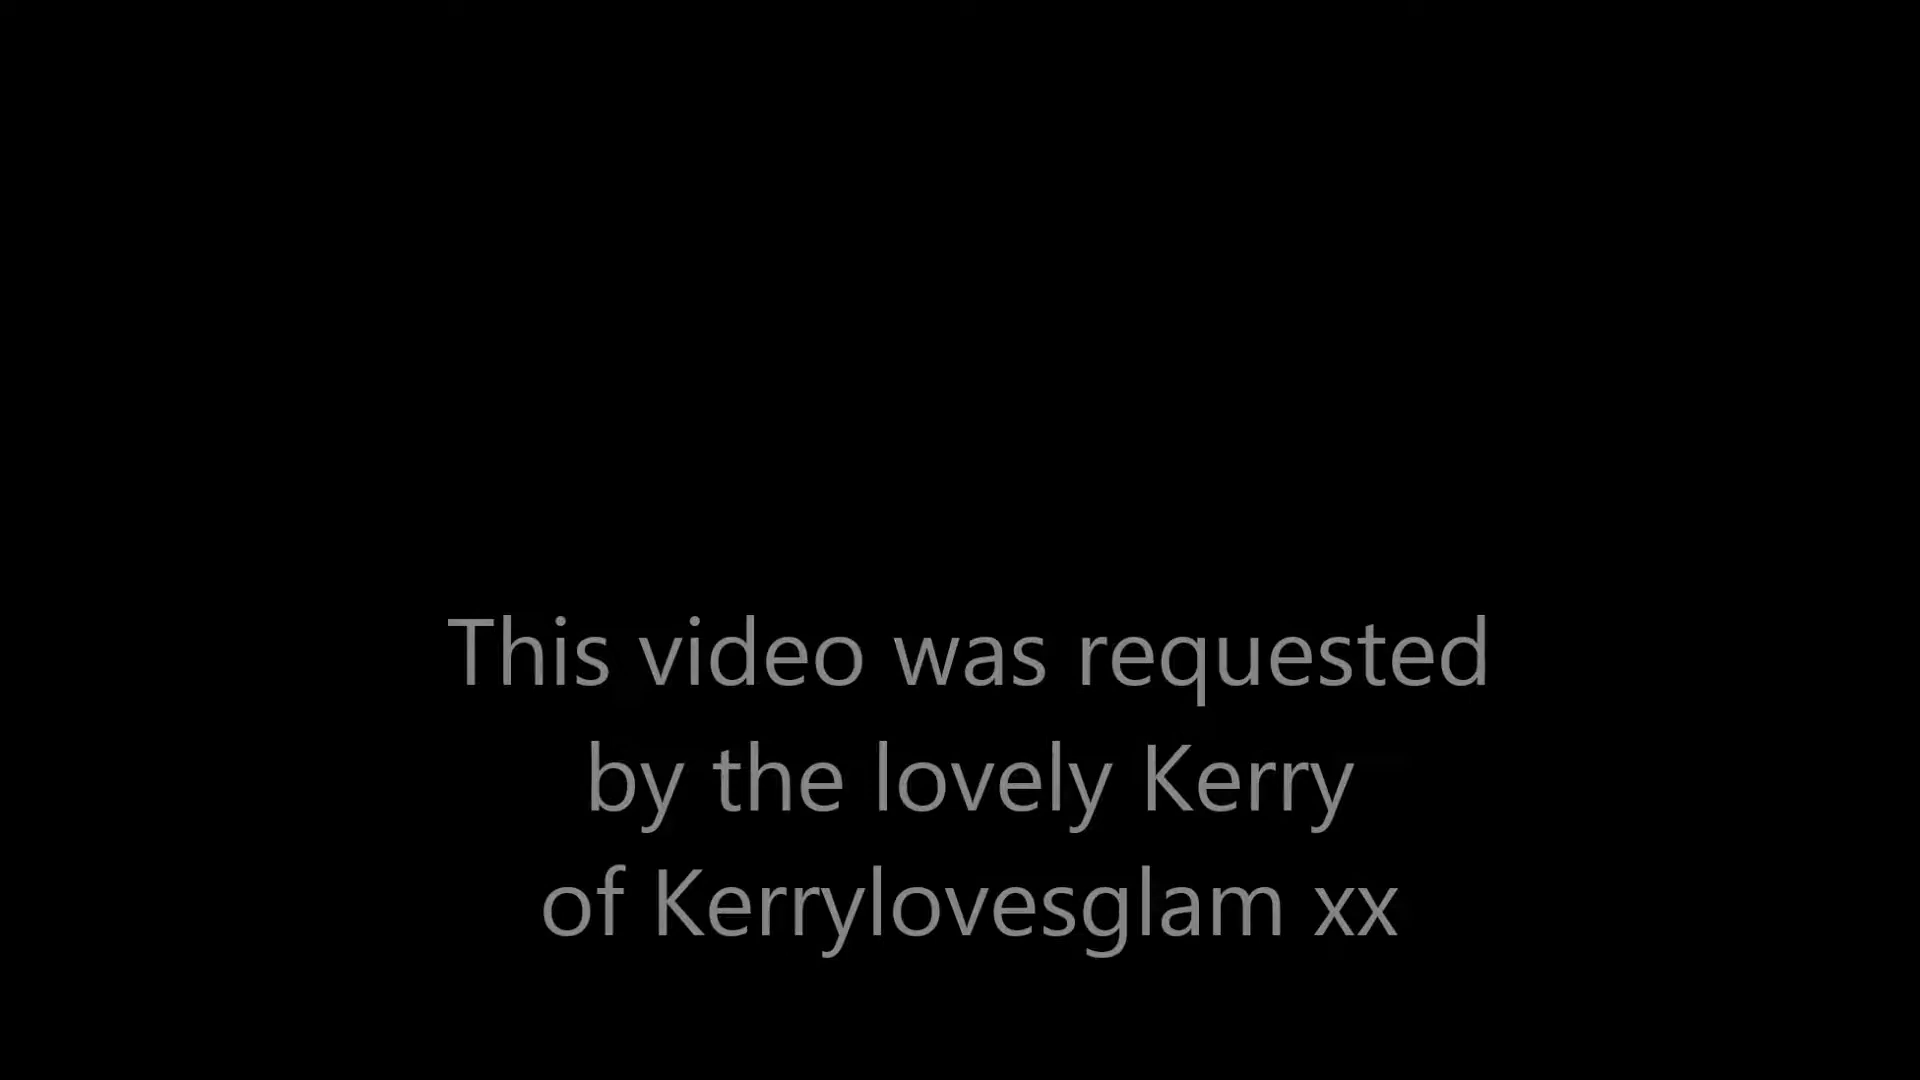 This video was requested
by the lovely Kerry
of Kerrylovesglam xx